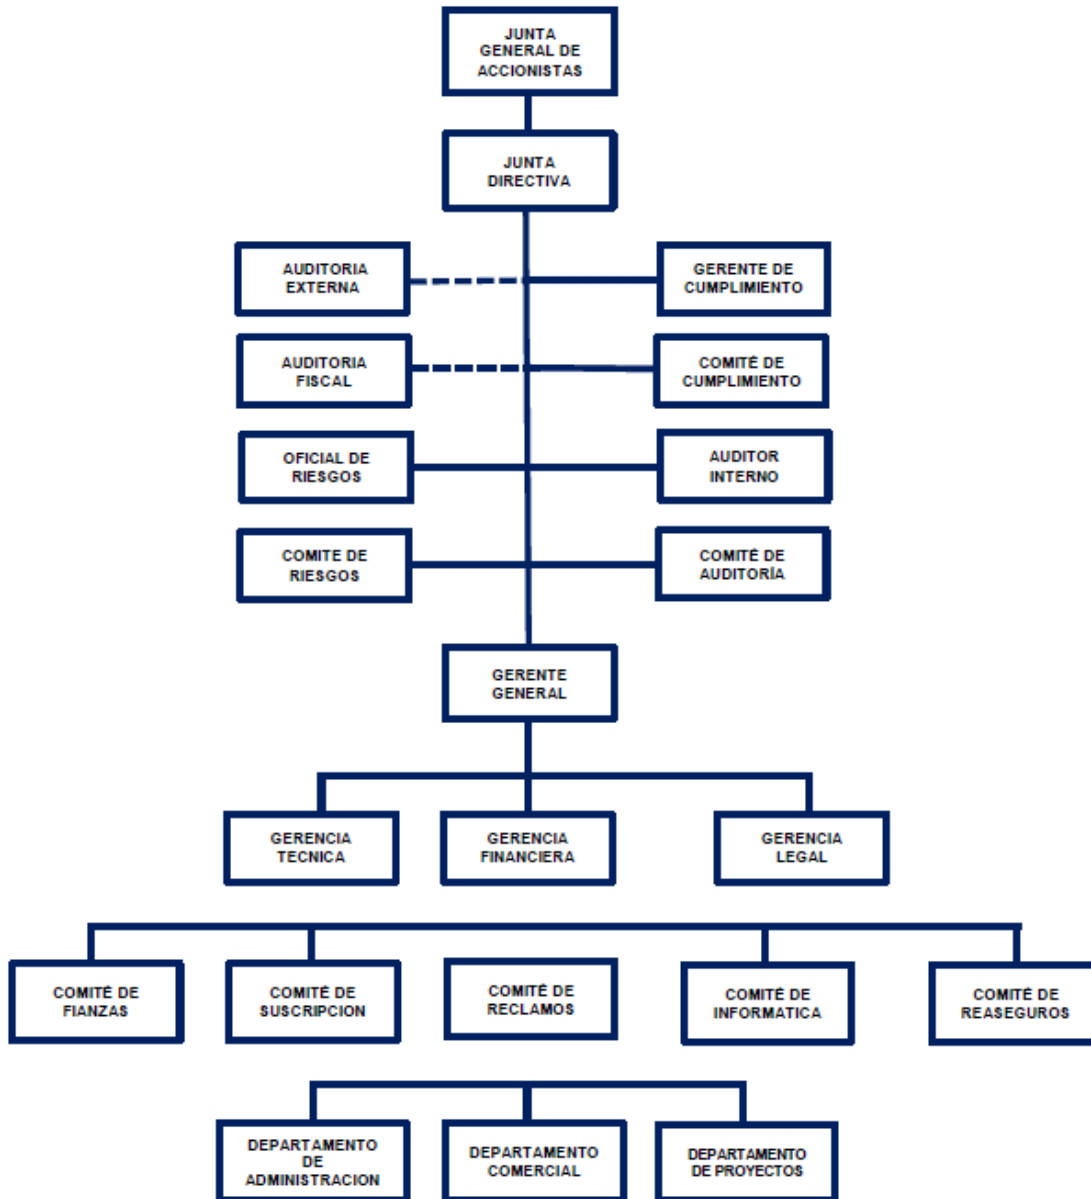 JUNTA
GENERAL DE
ACCIONISTAS
JUNTA
DIRECTIVA
AUDITORIA
EXTERNA
GERENTE DE
CUMPLIMIENTO
AUDITORIA
FISCAL
COMITÉ DE
CUMPLIMIENTO
OFICIAL DE
RIESGOS
AUDITOR
INTERNO
COMITE DE
RIESGOS
COMITÉ DE
AUDITORÍA
GERENTE
GENERAL
GERENCIA
TECNICA
GERENCIA
FINANCIERA
GERENCIA
LEGAL
COMITÉ DE
FIANZAS
COMITÉ DE
SUSCRIPCION
COMITÉ DE
RECLAMOS
COMITÉ DE
INFORMATICA
COMITÉ DE
REASEGUROS
DEPARTAMENTO
DE
ADMINISTRACION
DEPARTAMENTO
COMERCIAL
DEPARTAMENTO
DE PROYECTOS